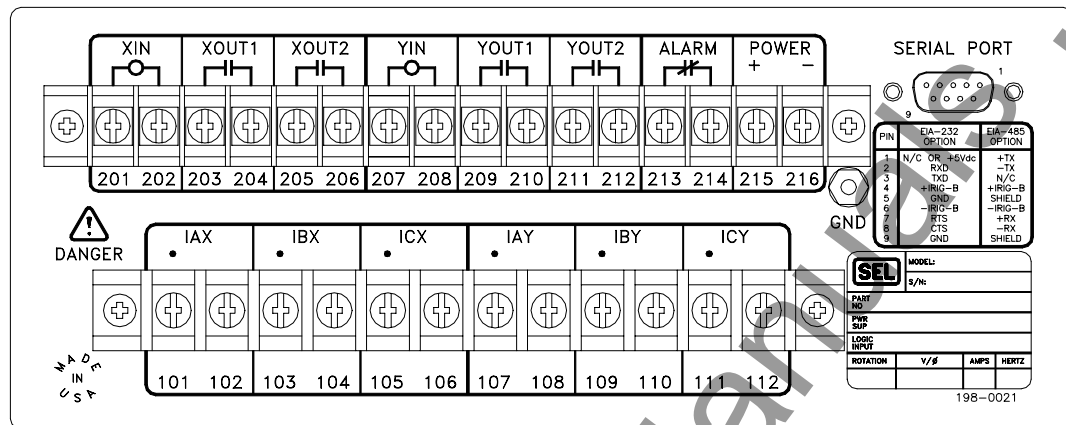 XIN XOUT1 XOUT2 YIN YOUT1 YOUT2 ALARM POWER
+ −
201 202 203 204 205 206 207 208 209 210 211 212 213 214 215 216
SERIAL PORT
1
9
PIN EIA-232 OPTION EIA-485 OPTION
1 N/C OR +5Vdc +TX
2 RXD -TX
3 TXD N/C
4 +IRIG-B +IRIG-B
5 GND SHIELD
6 -IRIG-B -IRIG-B
7 RTS +RX
8 CTS -RX
9 GND SHIELD
GND
DANGER
IAX IBX ICX IAY IBY ICY
101 102 103 104 105 106 107 108 109 110 111 112
MADE
IN
USA
SEL
MODEL:
S/N:
PART NO
PWR SUP
LOGIC INPUT
ROTATION V/Ø AMPS HERTZ
198-0021